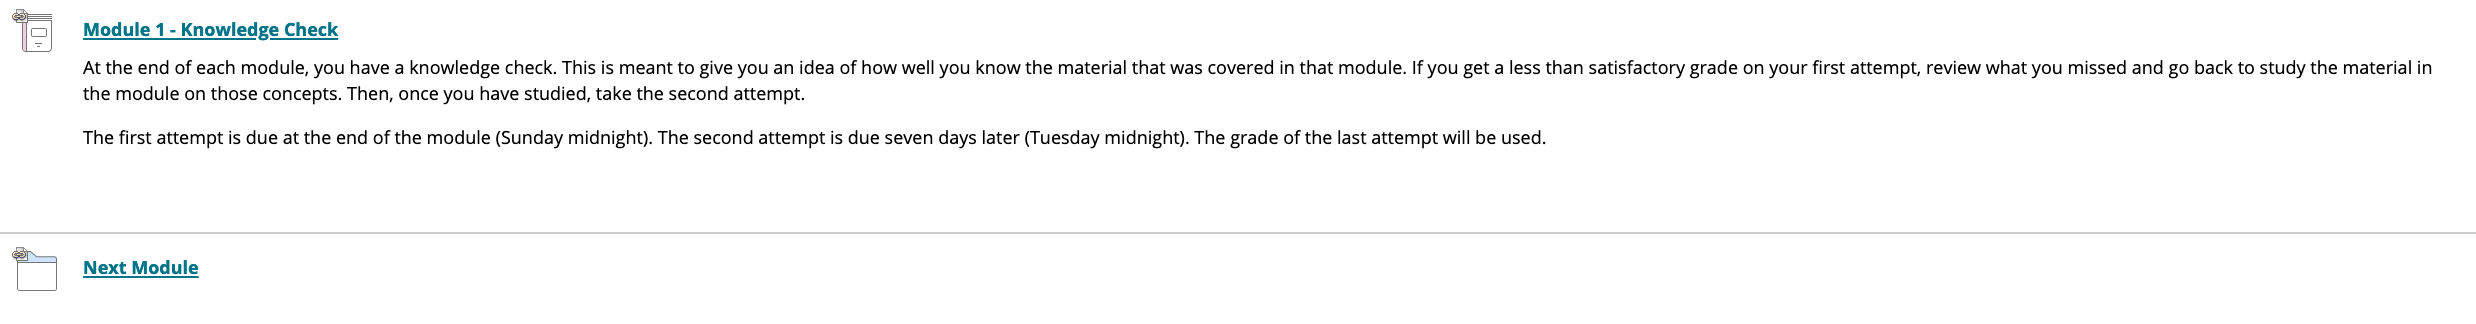 Module 1 - Knowledge Check
At the end of each module, you have a knowledge check. This is meant to give you an idea of how well you know the material that was covered in that module. If you get a less than satisfactory grade on your first attempt, review what you missed and go back to study the material in
the module on those concepts. Then, once you have studied, take the second attempt.
The first attempt is due at the end of the module (Sunday midnight). The second attempt is due seven days later (Tuesday midnight). The grade of the last attempt will be used.
Next Module